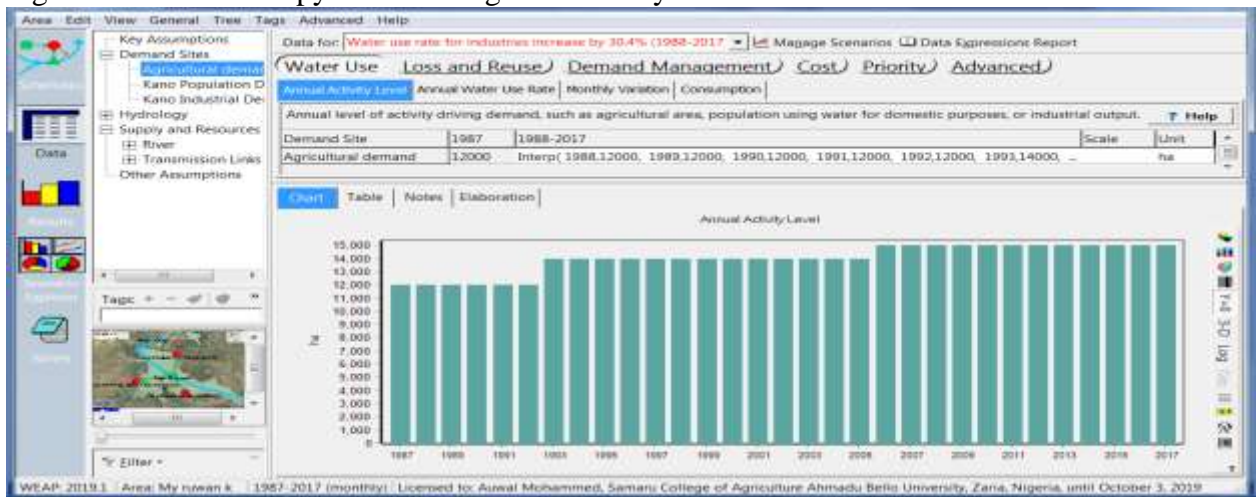 Area Edit View General Tree Tags Advanced Help
Key Assumptions
Demand Sites
Agricultural demar
Kano Population D
Kano Industrial De
Hydrology
Supply and Resources
River
Transmission Links
Other Assumptions
Data
Tags:
Filter
Data for: Water use rate for industries increase by 30.4% (1988-2017 Manage Scenarios Data Expressions Report
Water Use Loss and Reuse Demand Management Cost Priority Advanced
Annual Activity Level Annual Water Use Rate Monthly Variation Consumption
Annual level of activity driving demand, such as agricultural area, population using water for domestic purposes, or industrial output. ? Help
Demand Site 1987 1988-2017 Scale Unit
Agricultural demand 12000 Interp( 1988,12000, 1989,12000, 1990,12000, 1991,12000, 1992,12000, 1993,14000, ... ha
Chart Table Notes Elaboration
Annual Activity Level
15,000
14,000
13,000
12,000
11,000
10,000
9,000
8,000
7,000
6,000
5,000
4,000
3,000
2,000
1,000
0
ha
1987 1989 1991 1993 1995 1997 1999 2001 2003 2005 2007 2009 2011 2013 2015 2017
Y=0
3-D
Log
WEAP: 2019.1 Area: My ruwan k 1987-2017 (monthly) Licensed to: Auwal Mohammed, Samaru College of Agriculture Ahmadu Bello University, Zaria, Nigeria, until October 3, 2019